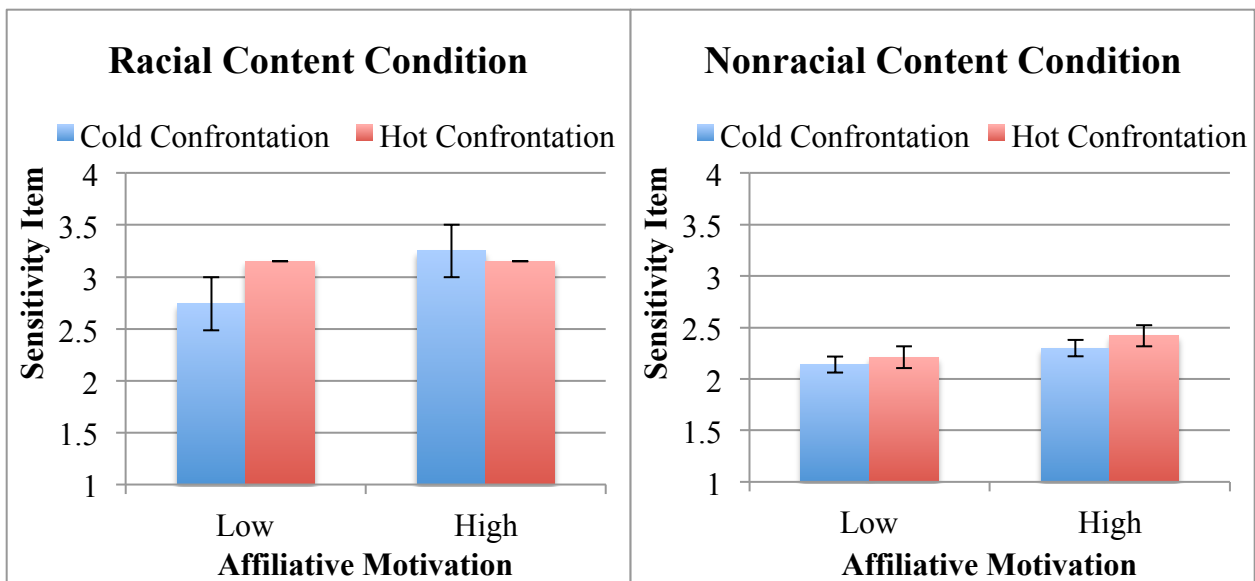 Racial Content Condition
Cold Confrontation Hot Confrontation
Sensitivity Item
4
3.5
3
2.5
2
1.5
1
Low High
Affiliative Motivation
Nonracial Content Condition
Cold Confrontation Hot Confrontation
Sensitivity Item
4
3.5
3
2.5
2
1.5
1
Low High
Affiliative Motivation